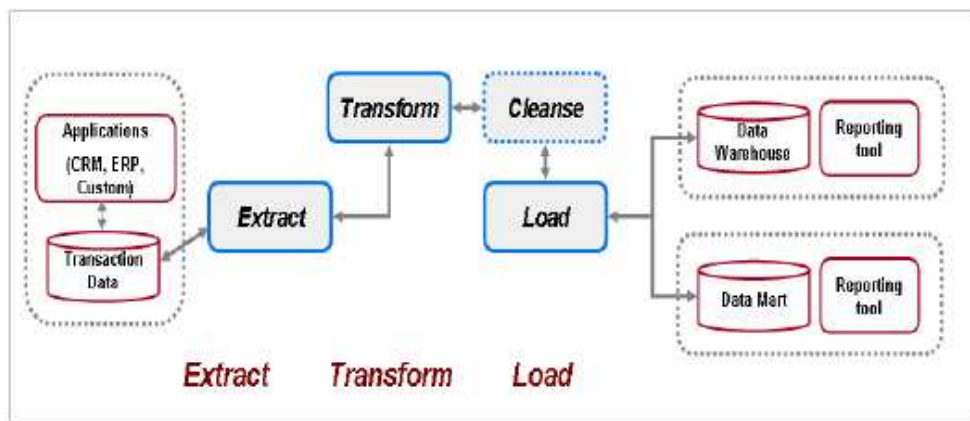 Applications
(CRM, ERP,
Custom)
Transaction
Data
Extract
Transform
Cleanse
Load
Data
Warehouse
Reporting
tool
Data Mart
Reporting
tool
Extract Transform Load